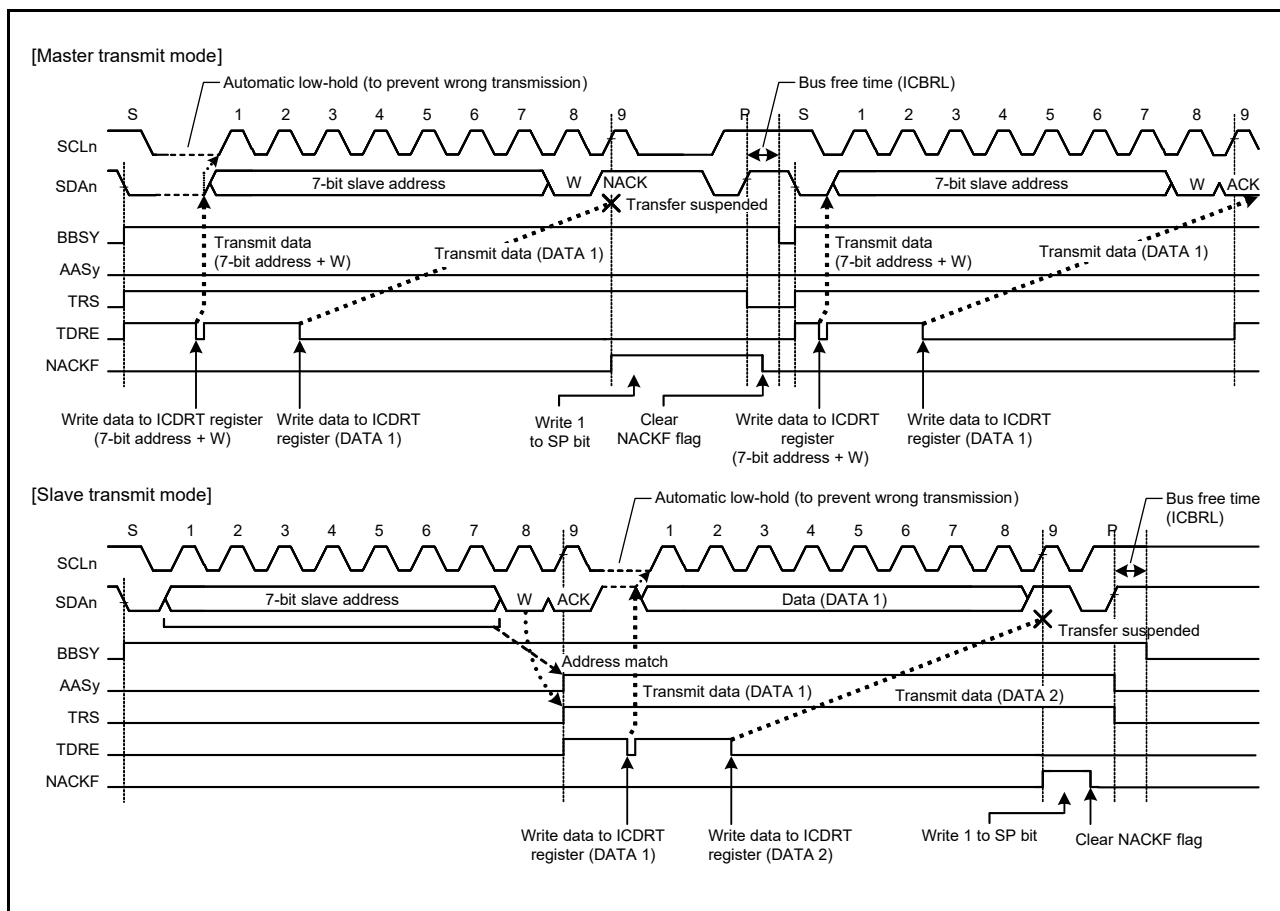 [Master transmit mode]
Automatic low-hold (to prevent wrong transmission)
Bus free time (ICBRL)
S 1 2 3 4 5 6 7 8 9 P S 1 2 3 4 5 6 7 8 9
SCLn
SDAn 7-bit slave address W NACK 7-bit slave address W ACK
Transfer suspended
BBSY
Transmit data
(7-bit address + W)
Transmit data (DATA 1)
Transmit data
(7-bit address + W)
Transmit data (DATA 1)
AASy
TRS
TDRE
NACKF
Write data to ICDRT register
(7-bit address + W)
Write data to ICDRT
register (DATA 1)
Write 1
to SP bit
Clear
NACKF flag
Write data to ICDRT
register
(7-bit address + W)
Write data to ICDRT
register (DATA 1)
[Slave transmit mode]
Automatic low-hold (to prevent wrong transmission)
Bus free time
(ICBRL)
S 1 2 3 4 5 6 7 8 9 1 2 3 4 5 6 7 8 9 P
SCLn
SDAn 7-bit slave address W ACK Data (DATA 1)
Transfer suspended
BBSY
Address match
AASy
Transmit data (DATA 1)
Transmit data (DATA 2)
TRS
TDRE
NACKF
Write data to ICDRT
register (DATA 1)
Write data to ICDRT
register (DATA 2)
Write 1 to SP bit
Clear NACKF flag